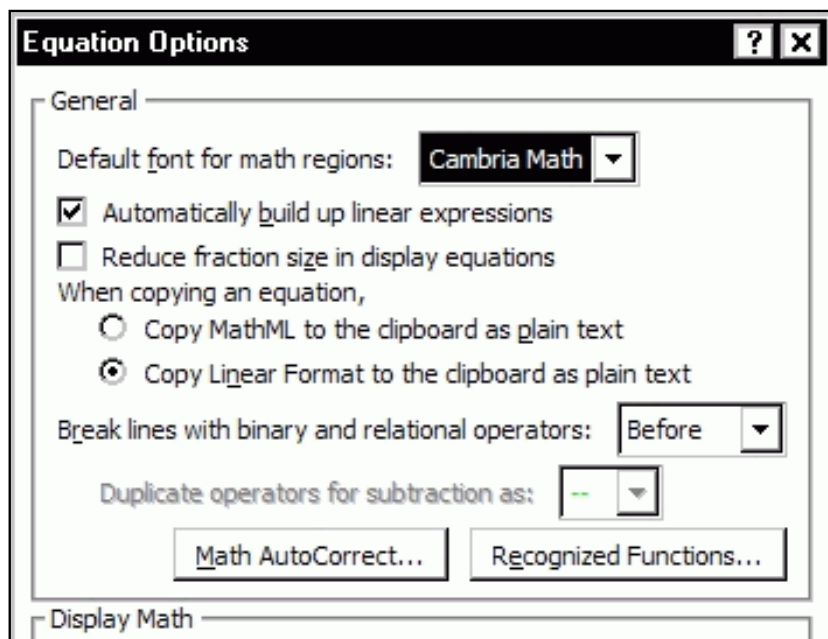 Equation Options
General
Default font for math regions: Cambria Math
Automatically build up linear expressions
Reduce fraction size in display equations
When copying an equation,
Copy MathML to the clipboard as plain text
Copy Linear Format to the clipboard as plain text
Break lines with binary and relational operators: Before
Duplicate operators for subtraction as: --
Math AutoCorrect... Recognized Functions...
Display Math